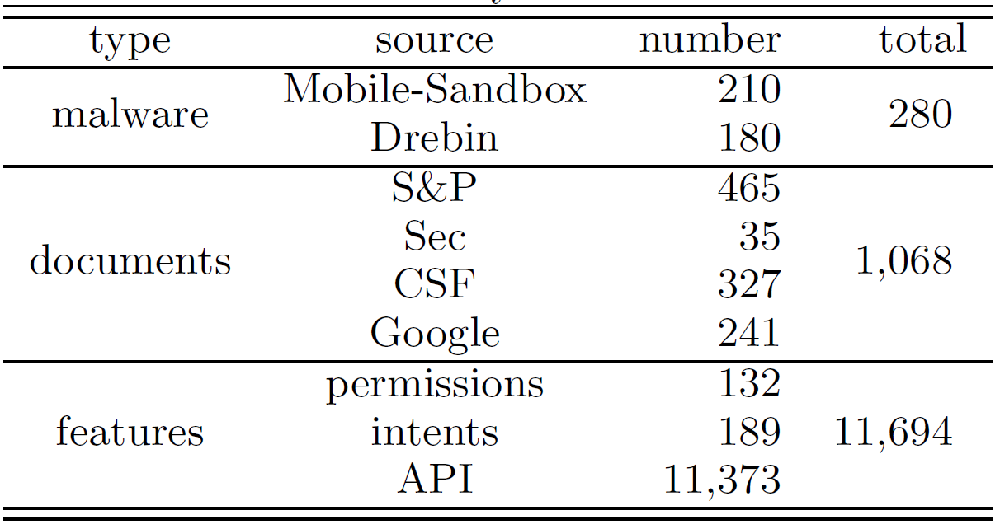 type source number total
Mobile-Sandbox 210
malware 280
Drebin 180
S&P 465
Sec 35
documents 1,068
CSF 327
Google 241
permissions 132
features intents 189 11,694
API 11,373